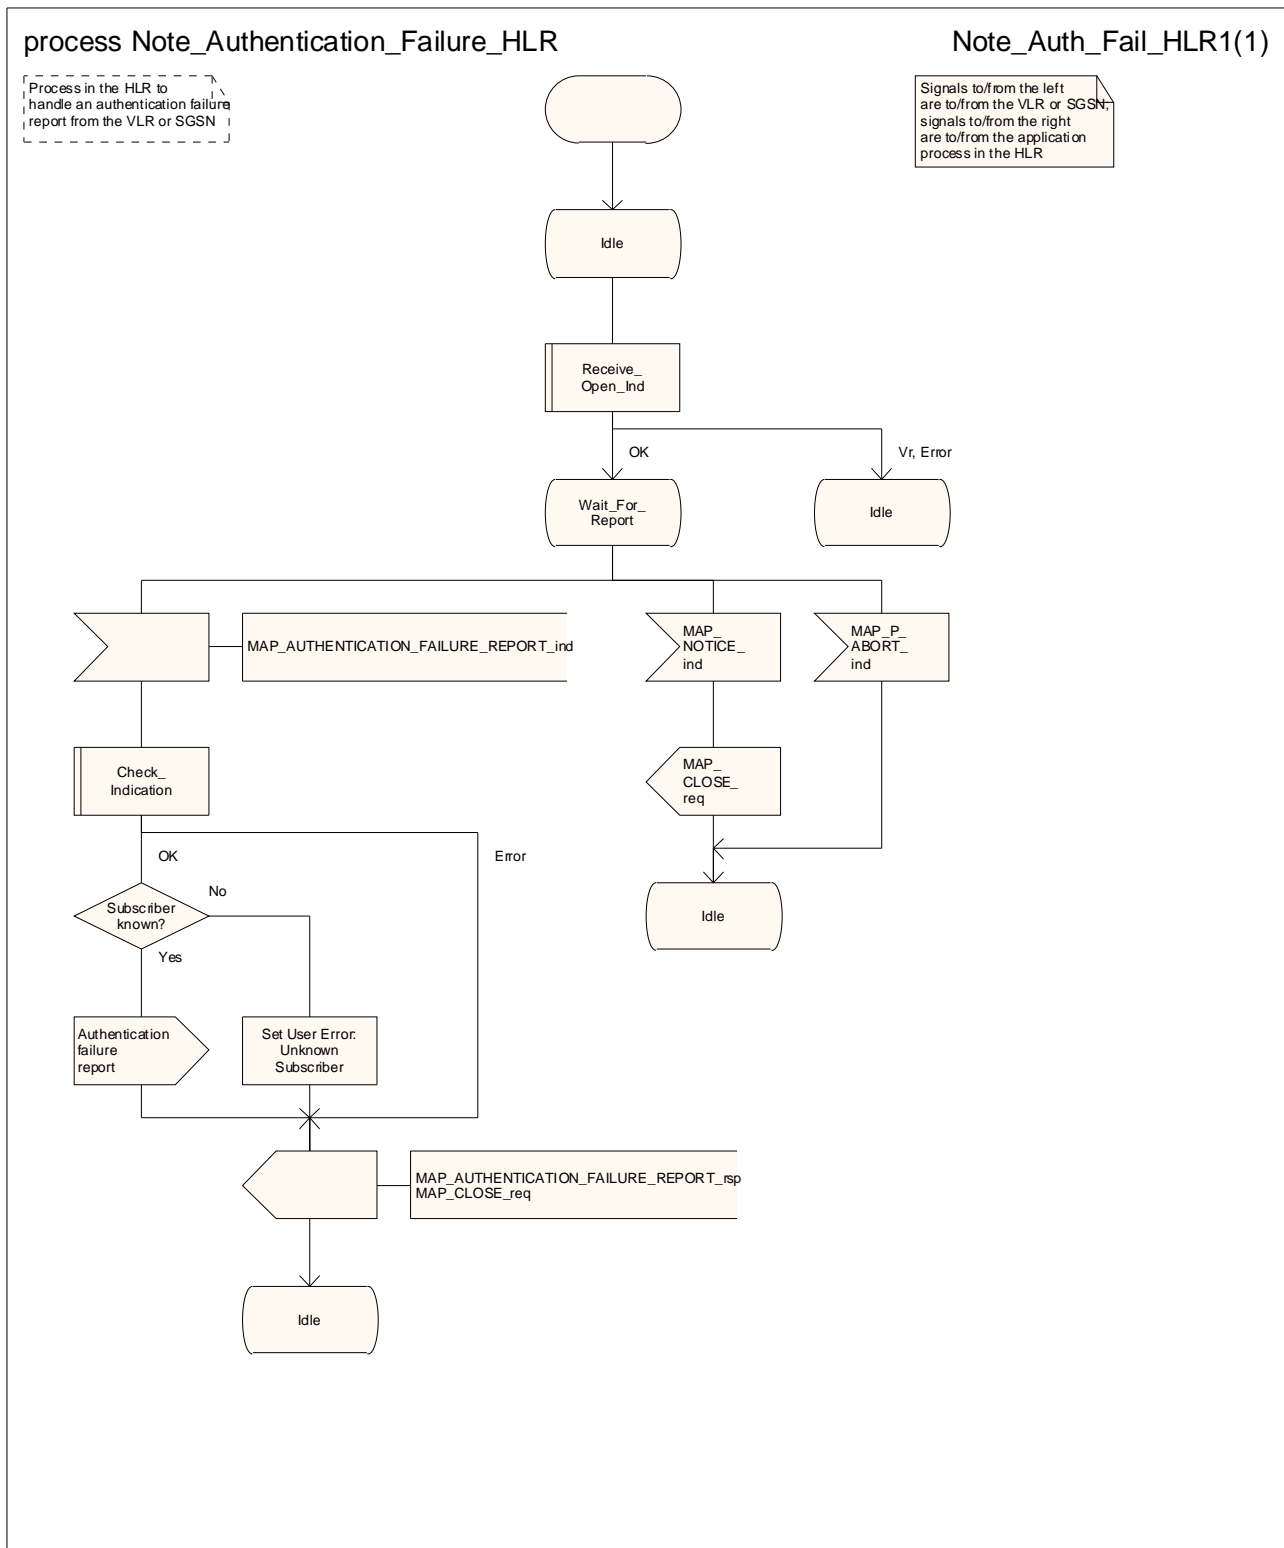 process Note_Authentication_Failure_HLR
Note_Auth_Fail_HLR1(1)
Process in the HLR to
handle an authentication failure
report from the VLR or SGSN
Signals to/from the left
are to/from the VLR or SGSN,
signals to/from the right
are to/from the application
process in the HLR
Idle
Receive_
Open_Ind
OK
Vr, Error
Wait_For_
Report
Idle
MAP_AUTHENTICATION_FAILURE_REPORT_ind
MAP_
NOTICE_
ind
MAP_P_
ABORT_
ind
Check_
Indication
MAP_
CLOSE_
req
OK
Error
No
Subscriber
known?
Idle
Yes
Authentication
failure
report
Set User Error:
Unknown
Subscriber
MAP_AUTHENTICATION_FAILURE_REPORT_rsp
MAP_CLOSE_req
Idle